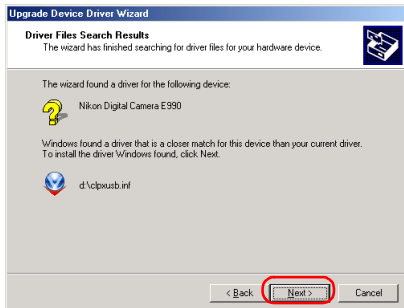 Upgrade Device Driver Wizard
Driver Files Search Results
The wizard has finished searching for driver files for your hardware device.
The wizard found a driver for the following device:
Nikon Digital Camera E990
Windows found a driver that is a closer match for this device than your current driver.
To install the driver Windows found, click Next.
d:\clpxusb.inf
< Back Next > Cancel